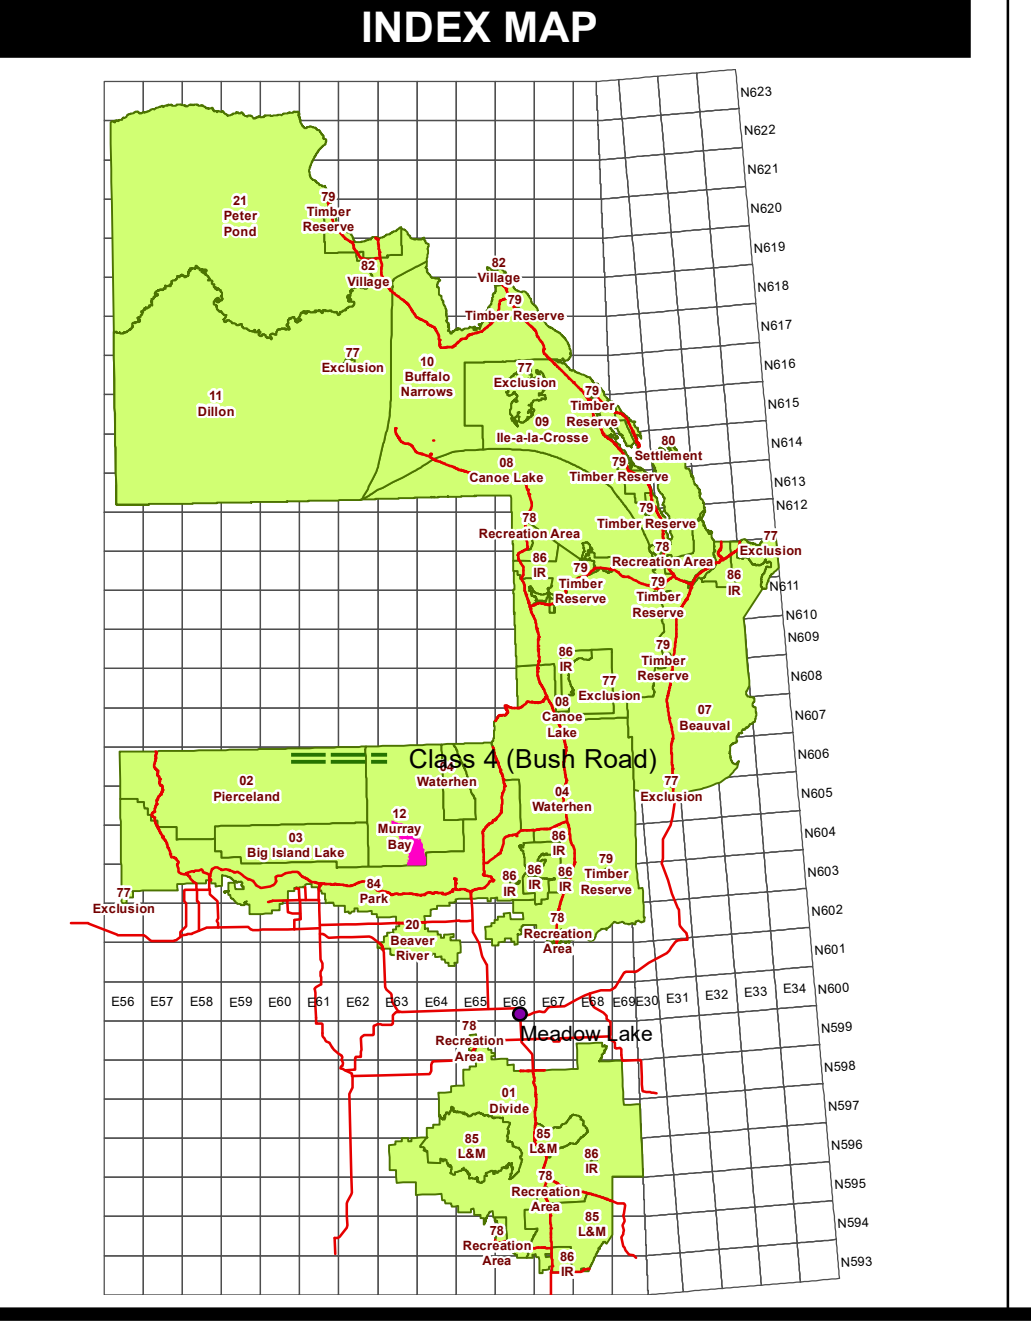 INDEX MAP
N623
N622
N621
N620
N619
N618
N617
N616
N615
N614
N613
N612
N611
N610
N609
N608
N607
N606
N605
N604
N603
N602
N601
N600
N599
N598
N597
N596
N595
N594
N593
21
Peter
Pond
79
Timber
Reserve
82
Village
82
Village
79
Timber Reserve
77
Exclusion
10
Buffalo
Narrows
77
Exclusion
11
Dillon
79
Timber
Reserve
09
Ile-a-la-Crosse
80
Settlement
08
Canoe Lake
79
Timber Reserve
79
Timber Reserve
78
Recreation Area
77
Exclusion
78
Recreation Area
86
IR
79
Timber
Reserve
79
Timber
Reserve
86
IR
86
IR
79
Timber
Reserve
77
Exclusion
08
Canoe
Lake
07
Beauval
Class 4 (Bush Road)
04
Waterhen
02
Pierceland
77
Exclusion
04
Waterhen
12
Murray
Bay
03
Big Island Lake
86
IR
79
Timber
Reserve
86
IR
86
IR
86
IR
84
Park
77
Exclusion
20
Beaver
River
78
Recreation
Area
E56 E57 E58 E59 E60 E61 E62 E63 E64 E65 E66 E67 E68 E69 E30 E31 E32 E33 E34
Meadow Lake
78
Recreation
Area
01
Divide
85
L&M
85
L&M
86
IR
78
Recreation
Area
85
L&M
78
Recreation
Area
86
IR